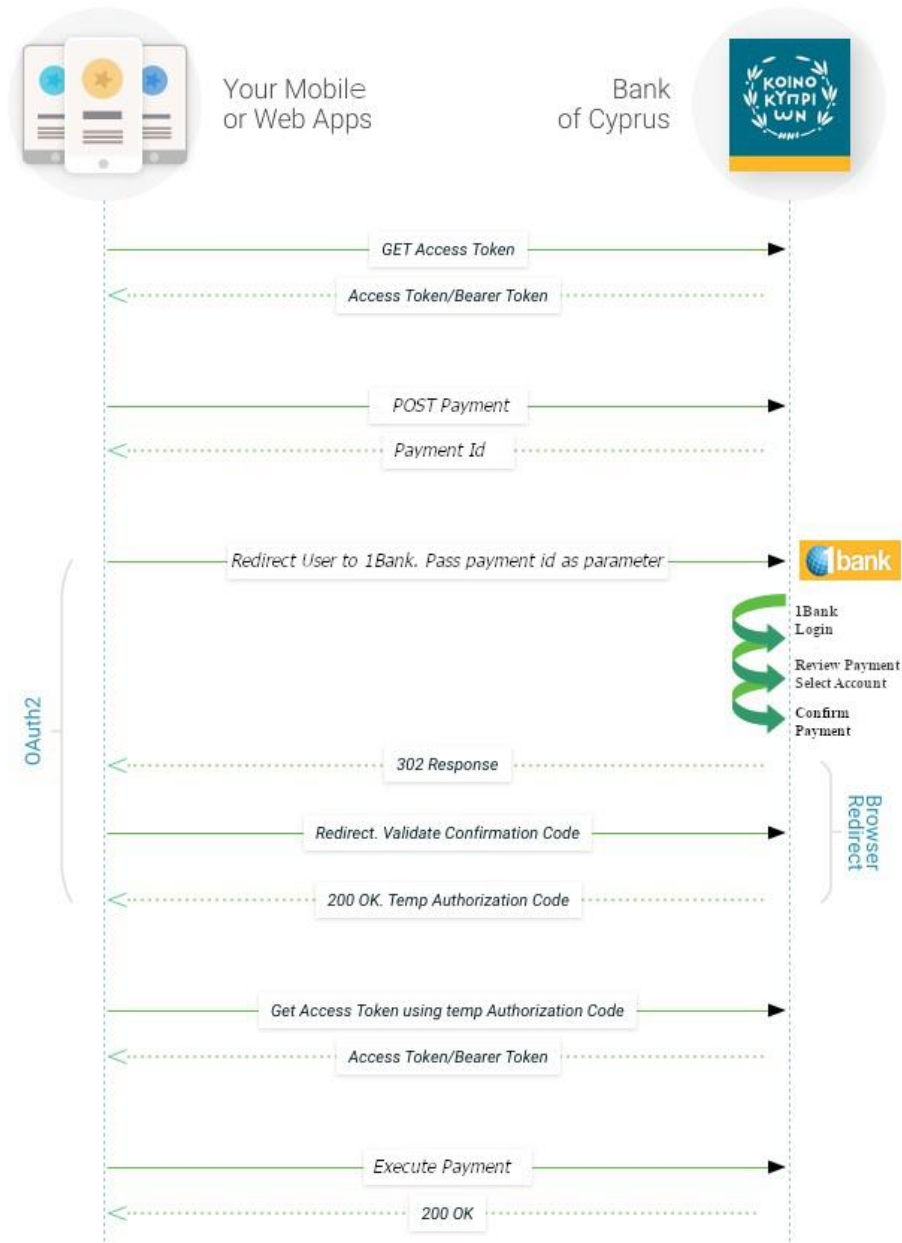 Your Mobile
or Web Apps
Bank
of Cyprus
ΚΟΙΝΟ
ΚΥΠΡΙ
ΩΝ
GET Access Token
Access Token/Bearer Token
POST Payment
Payment Id
Redirect User to 1Bank. Pass payment id as parameter
1bank
1Bank
Login
Review Payment
Select Account
Confirm
Payment
OAuth2
302 Response
Redirect. Validate Confirmation Code
Browser
Redirect
200 OK. Temp Authorization Code
Get Access Token using temp Authorization Code
Access Token/Bearer Token
Execute Payment
200 OK